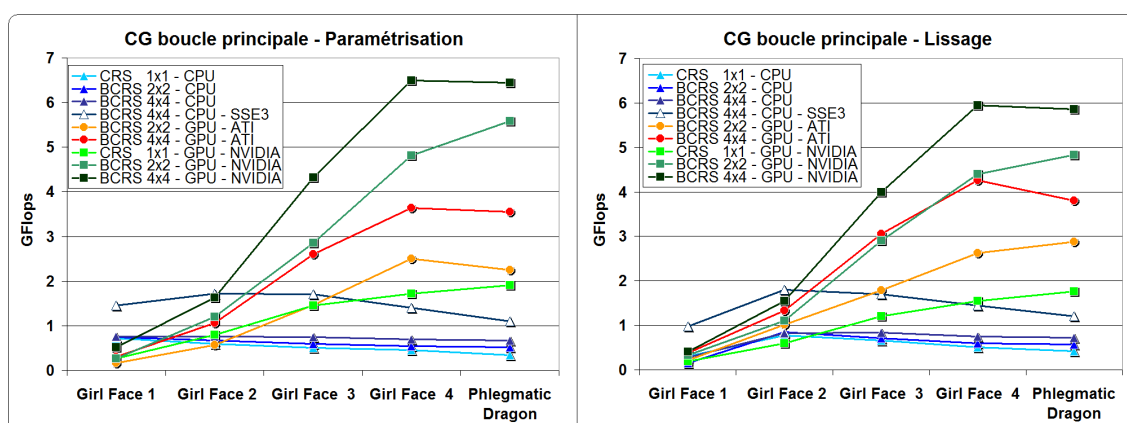 CG boucle principale - Paramétrisation
GFlops
7
6
5
4
3
2
1
0
CRS 1x1 - CPU
BCRS 2x2 - CPU
BCRS 4x4 - CPU
BCRS 4x4 - CPU - SSE3
BCRS 2x2 - GPU - ATI
BCRS 4x4 - GPU - ATI
CRS 1x1 - GPU - NVIDIA
BCRS 2x2 - GPU - NVIDIA
BCRS 4x4 - GPU - NVIDIA
Girl Face 1 Girl Face 2 Girl Face 3 Girl Face 4 Phlegmatic
Dragon
CG boucle principale - Lissage
GFlops
7
6
5
4
3
2
1
0
CRS 1x1 - CPU
BCRS 2x2 - CPU
BCRS 4x4 - CPU
BCRS 4x4 - CPU - SSE3
BCRS 2x2 - GPU - ATI
BCRS 4x4 - GPU - ATI
CRS 1x1 - GPU - NVIDIA
BCRS 2x2 - GPU - NVIDIA
BCRS 4x4 - GPU - NVIDIA
Girl Face 1 Girl Face 2 Girl Face 3 Girl Face 4 Phlegmatic
Dragon